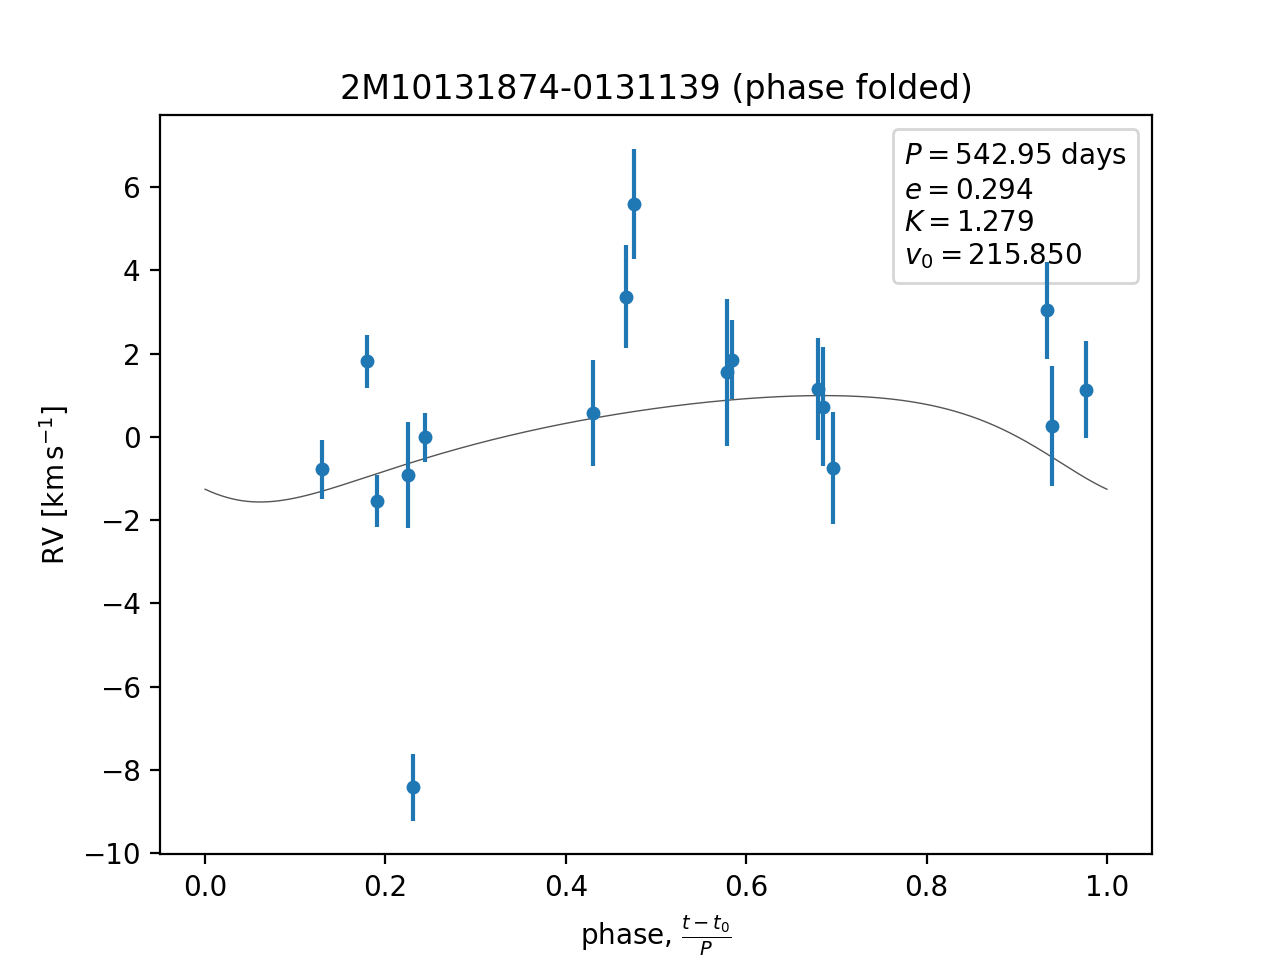 2M10131874-0131139 (phase folded)
P = 542.95 days
e = 0.294
K = 1.279
v₀ = 215.850
6
4
2
0
−2
−4
−6
−8
−10
RV [km s⁻¹]
0.0 0.2 0.4 0.6 0.8 1.0
phase, (t − t₀)/P